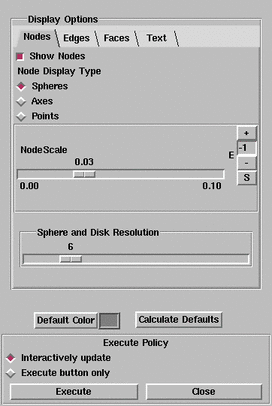 Display Options
Nodes Edges Faces Text
Show Nodes
Node Display Type
Spheres
Axes
Points
+
NodeScale E -1
0.03 -
S
0.00 0.10
Sphere and Disk Resolution
6
Default Color Calculate Defaults
Execute Policy
Interactively update
Execute button only
Execute Close